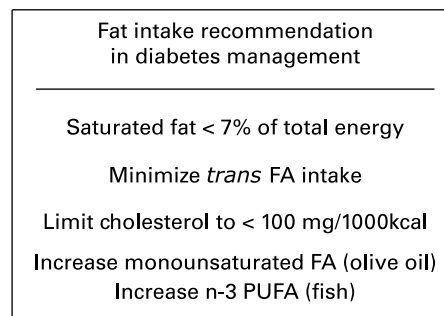 Fat intake recommendation
in diabetes management
Saturated fat < 7% of total energy
Minimize trans FA intake
Limit cholesterol to < 100 mg/1000kcal
Increase monounsaturated FA (olive oil)
Increase n-3 PUFA (fish)